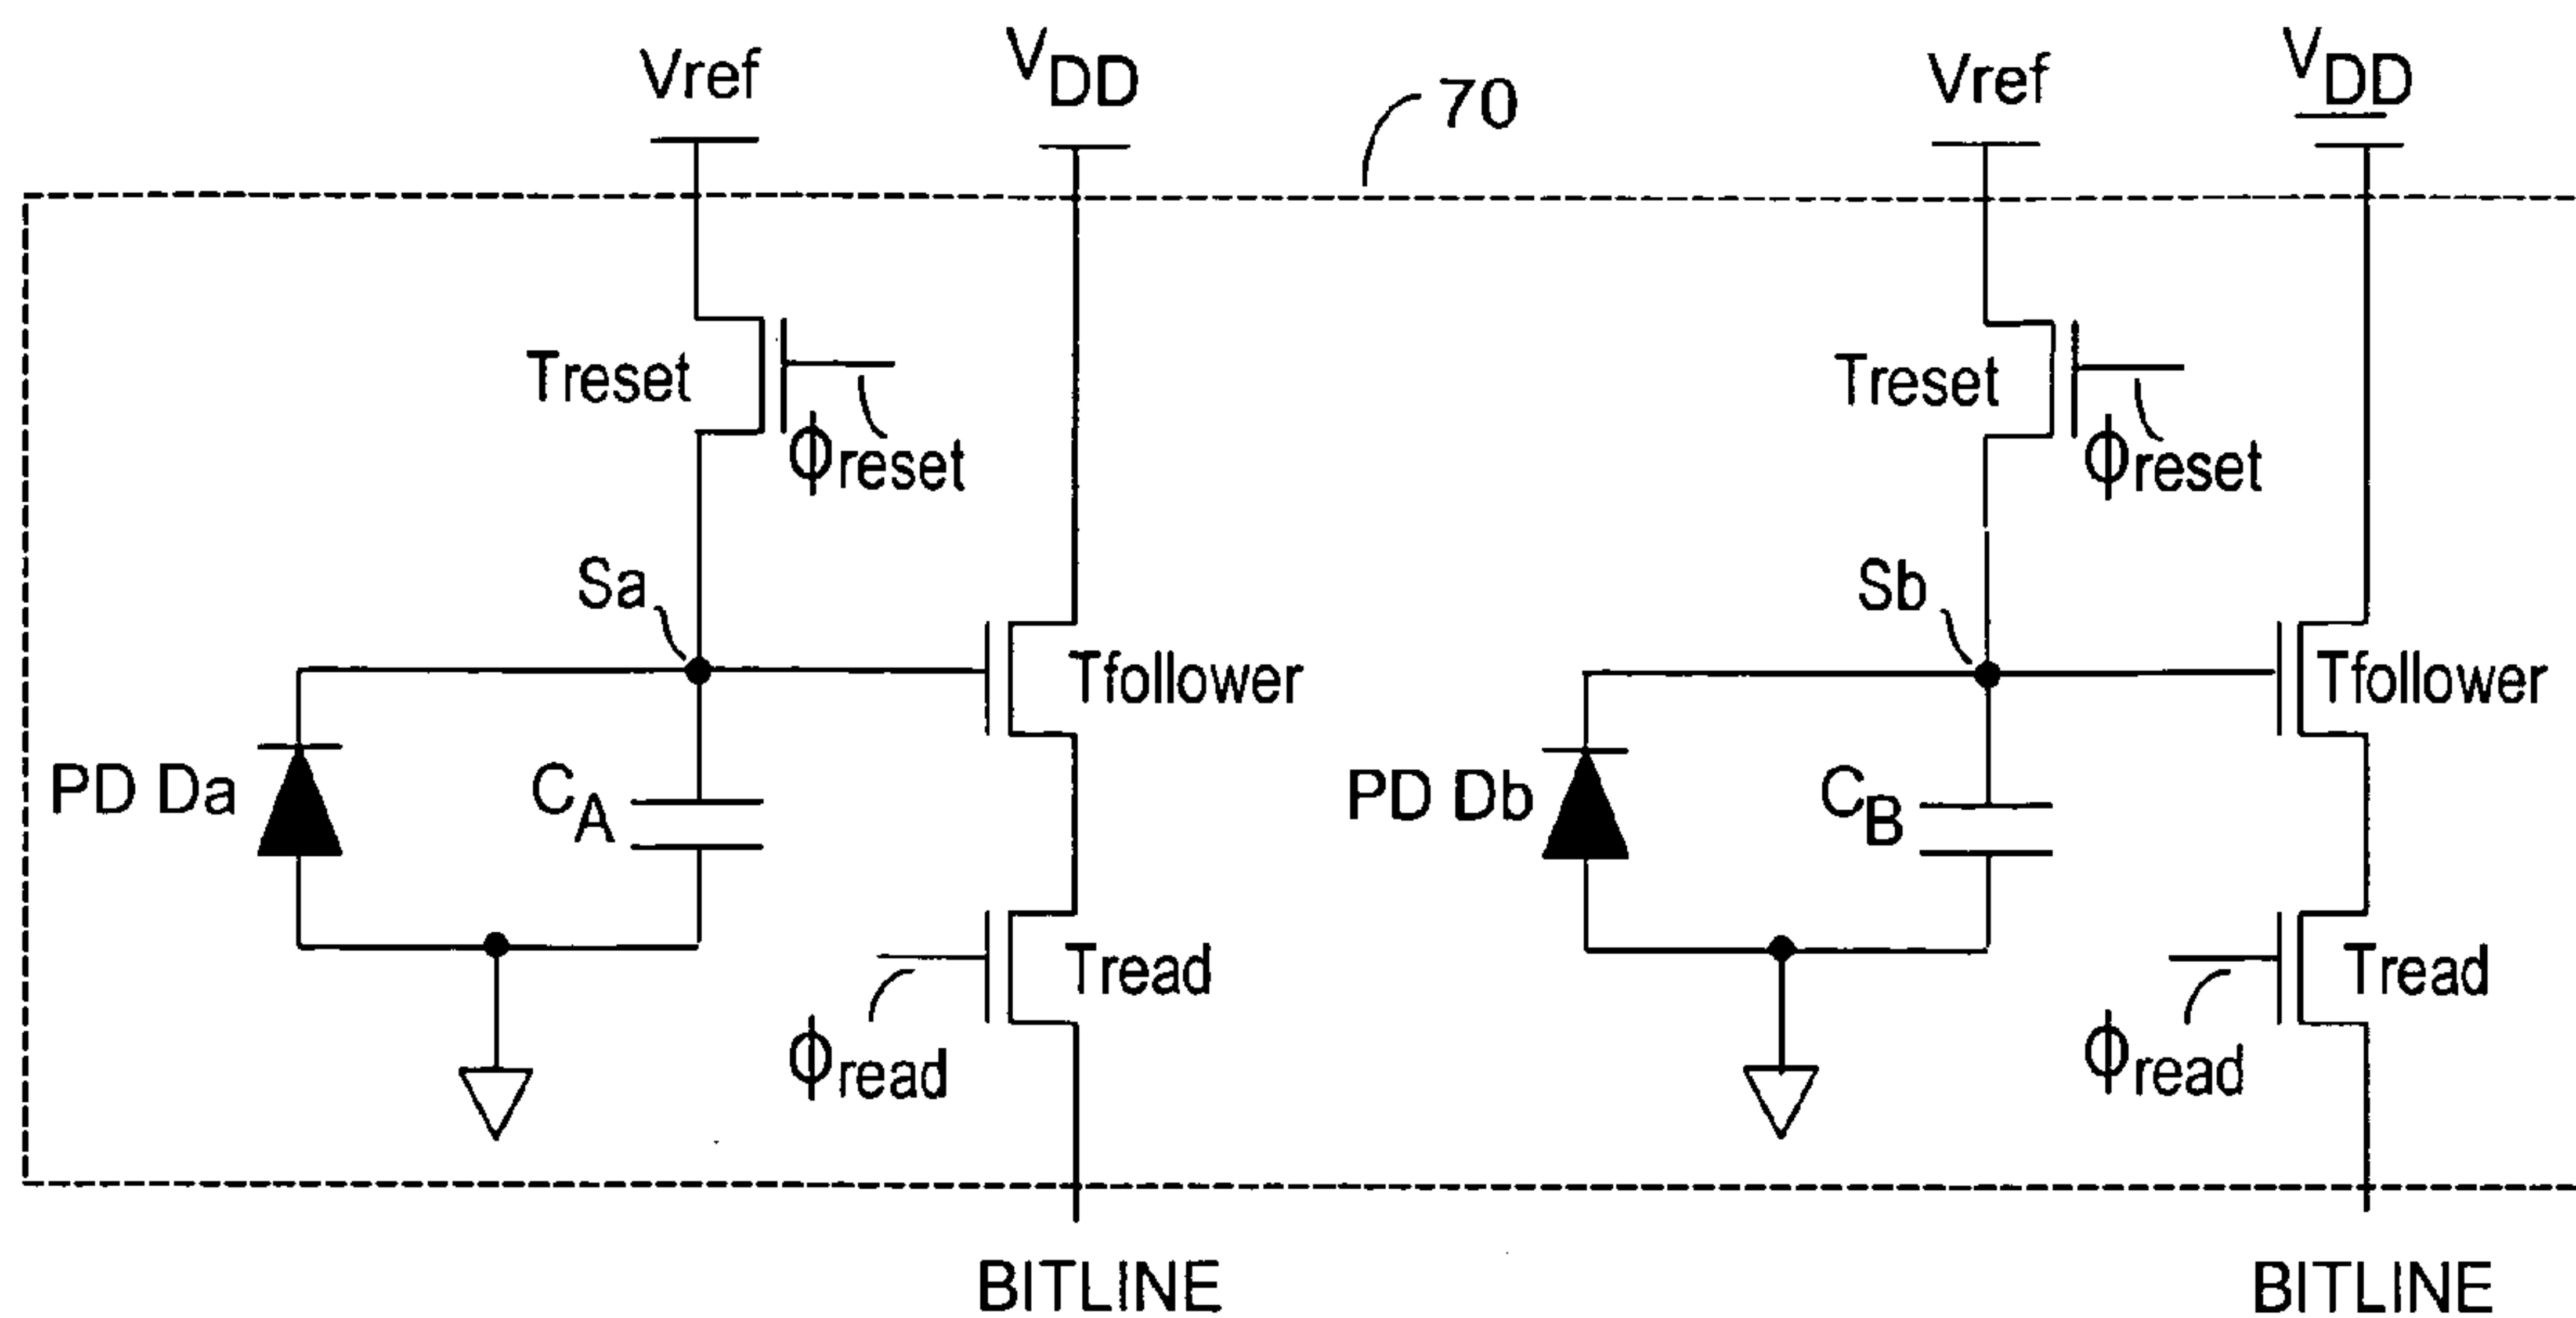 Vref
VDD
70
Vref
VDD
Treset
ϕreset
Treset
ϕreset
Sa
Sb
Tfollower
Tfollower
PD Da
CA
PD Db
CB
Tread
Tread
ϕread
ϕread
BITLINE
BITLINE